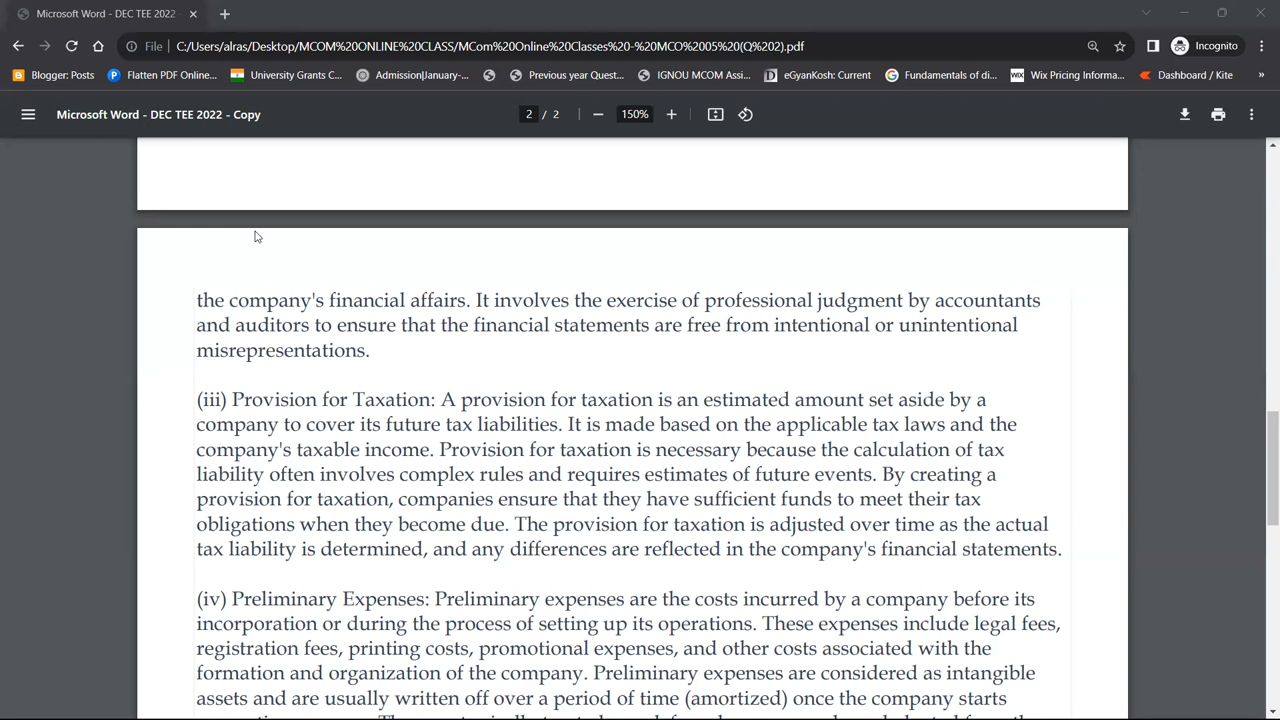 Microsoft Word - DEC TEE 2022
File C:/Users/alras/Desktop/MCOM%20ONLINE%20CLASS/MCom%20Online%20Classes%20-%20MCO%2005%20(Q%202).pdf
Incognito
Blogger: Posts
Flatten PDF Online...
University Grants C...
Admission|January-...
Previous year Quest...
IGNOU MCOM Assi...
eGyanKosh: Current
Fundamentals of di...
Wix Pricing Informa...
Dashboard / Kite
»
Microsoft Word - DEC TEE 2022 - Copy
2 / 2
150%
the company's financial affairs. It involves the exercise of professional judgment by accountants
and auditors to ensure that the financial statements are free from intentional or unintentional
misrepresentations.
(iii) Provision for Taxation: A provision for taxation is an estimated amount set aside by a
company to cover its future tax liabilities. It is made based on the applicable tax laws and the
company's taxable income. Provision for taxation is necessary because the calculation of tax
liability often involves complex rules and requires estimates of future events. By creating a
provision for taxation, companies ensure that they have sufficient funds to meet their tax
obligations when they become due. The provision for taxation is adjusted over time as the actual
tax liability is determined, and any differences are reflected in the company's financial statements.
(iv) Preliminary Expenses: Preliminary expenses are the costs incurred by a company before its
incorporation or during the process of setting up its operations. These expenses include legal fees,
registration fees, printing costs, promotional expenses, and other costs associated with the
formation and organization of the company. Preliminary expenses are considered as intangible
assets and are usually written off over a period of time (amortized) once the company starts